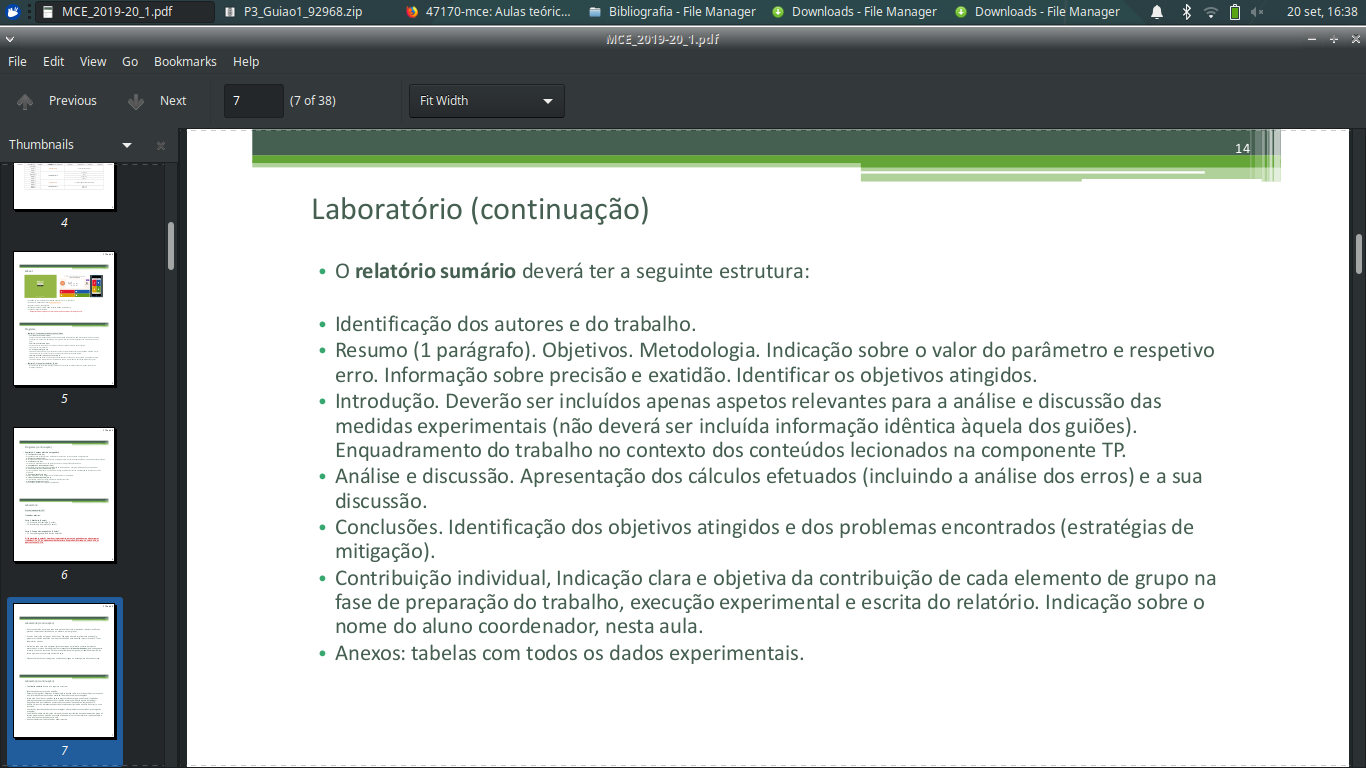 MCE_2019-20_1.pdf
P3_Guiao1_92968.zip
47170-mce: Aulas teóric...
Bibliografia - File Manager
Downloads - File Manager
Downloads - File Manager
20 set, 16:38
MCE_2019-20_1.pdf
File Edit View Go Bookmarks Help
Previous Next 7 (7 of 38) Fit Width
Thumbnails
4
5
6
7
14
Laboratório (continuação)
• O relatório sumário deverá ter a seguinte estrutura:
• Identificação dos autores e do trabalho.
• Resumo (1 parágrafo). Objetivos. Metodologia. Indicação sobre o valor do parâmetro e respetivo
erro. Informação sobre precisão e exatidão. Identificar os objetivos atingidos.
• Introdução. Deverão ser incluídos apenas aspetos relevantes para a análise e discussão das
medidas experimentais (não deverá ser incluída informação idêntica àquela dos guiões).
Enquadramento do trabalho no contexto dos conteúdos lecionados na componente TP.
• Análise e discussão. Apresentação dos cálculos efetuados (incluindo a análise dos erros) e a sua
discussão.
• Conclusões. Identificação dos objetivos atingidos e dos problemas encontrados (estratégias de
mitigação).
• Contribuição individual, Indicação clara e objetiva da contribuição de cada elemento de grupo na
fase de preparação do trabalho, execução experimental e escrita do relatório. Indicação sobre o
nome do aluno coordenador, nesta aula.
• Anexos: tabelas com todos os dados experimentais.